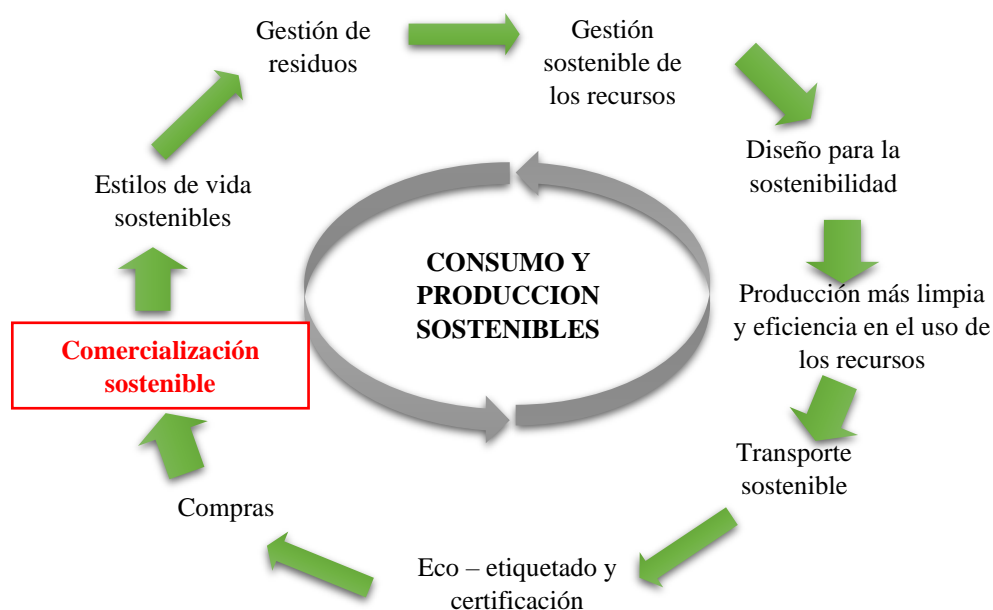 Gestión de
residuos
Gestión
sostenible de
los recursos
Diseño para la
sostenibilidad
Producción más limpia
y eficiencia en el uso de
los recursos
Transporte
sostenible
Eco – etiquetado y
certificación
Compras
Comercialización
sostenible
Estilos de vida
sostenibles
CONSUMO Y
PRODUCCION
SOSTENIBLES